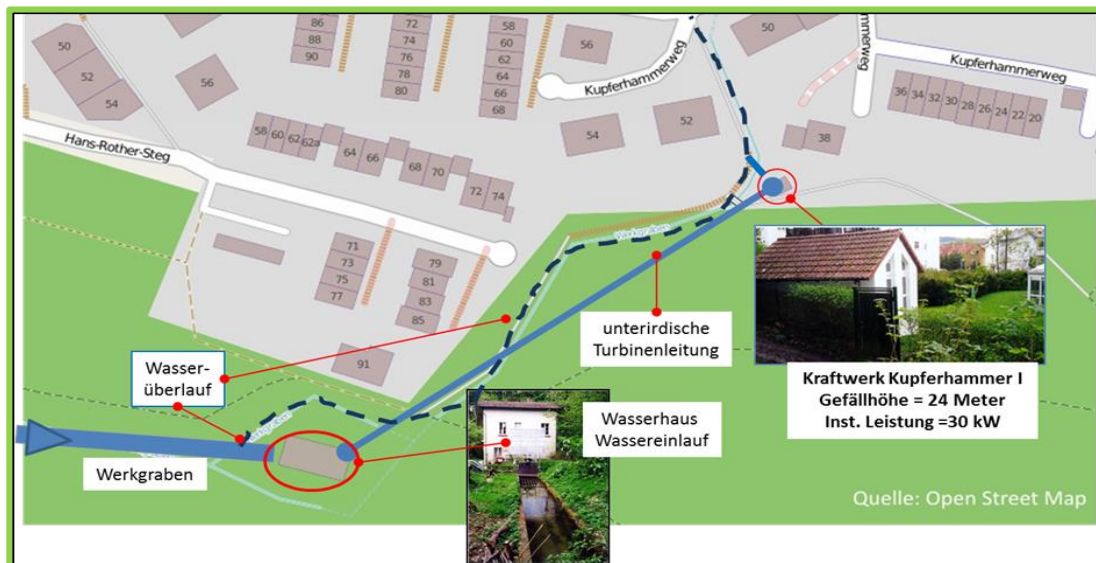 50
52
54
56
86
88
90
72
74
76
78
80
58
60
62
64
66
68
56
Kupferhammerweg
54
52
50
mmerweg
Kupferhammerweg
36
34
32
30
28
26
24
22
20
38
Hans-Rother-Steg
58
60
62
62a
64
66
68
70
72
74
71
73
75
77
79
81
83
85
91
Werkgraben
Wasser-
überlauf
unterirdische
Turbinenleitung
Kraftwerk Kupferhammer I
Gefällhöhe = 24 Meter
Inst. Leistung =30 kW
Werkgraben
Wasserhaus
Wassereinlauf
Werkgraben
Quelle: Open Street Map